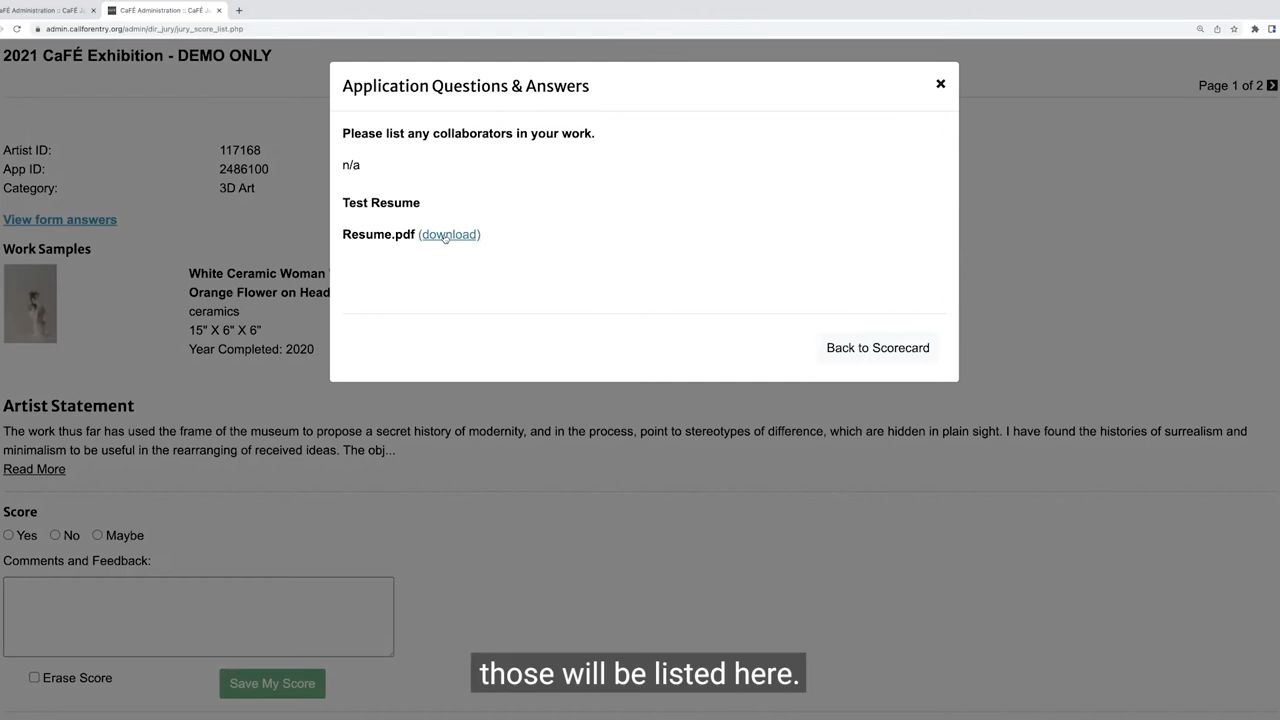 CaFÉ Administration :: CaFÉ J
CaFÉ Administration :: CaFÉ J
admin.callforentry.org/admin/dir_jury/jury_score_list.php
2021 CaFÉ Exhibition - DEMO ONLY
Page 1 of 2
Application Questions & Answers
Please list any collaborators in your work.
n/a
Test Resume
Resume.pdf (download)
Back to Scorecard
Artist ID: 117168
App ID: 2486100
Category: 3D Art
View form answers
Work Samples
White Ceramic Woman
Orange Flower on Head
ceramics
15" X 6" X 6"
Year Completed: 2020
Artist Statement
The work thus far has used the frame of the museum to propose a secret history of modernity, and in the process, point to stereotypes of difference, which are hidden in plain sight. I have found the histories of surrealism and
minimalism to be useful in the rearranging of received ideas. The obj...
Read More
Score
Yes No Maybe
Comments and Feedback:
Erase Score
Save My Score
those will be listed here.